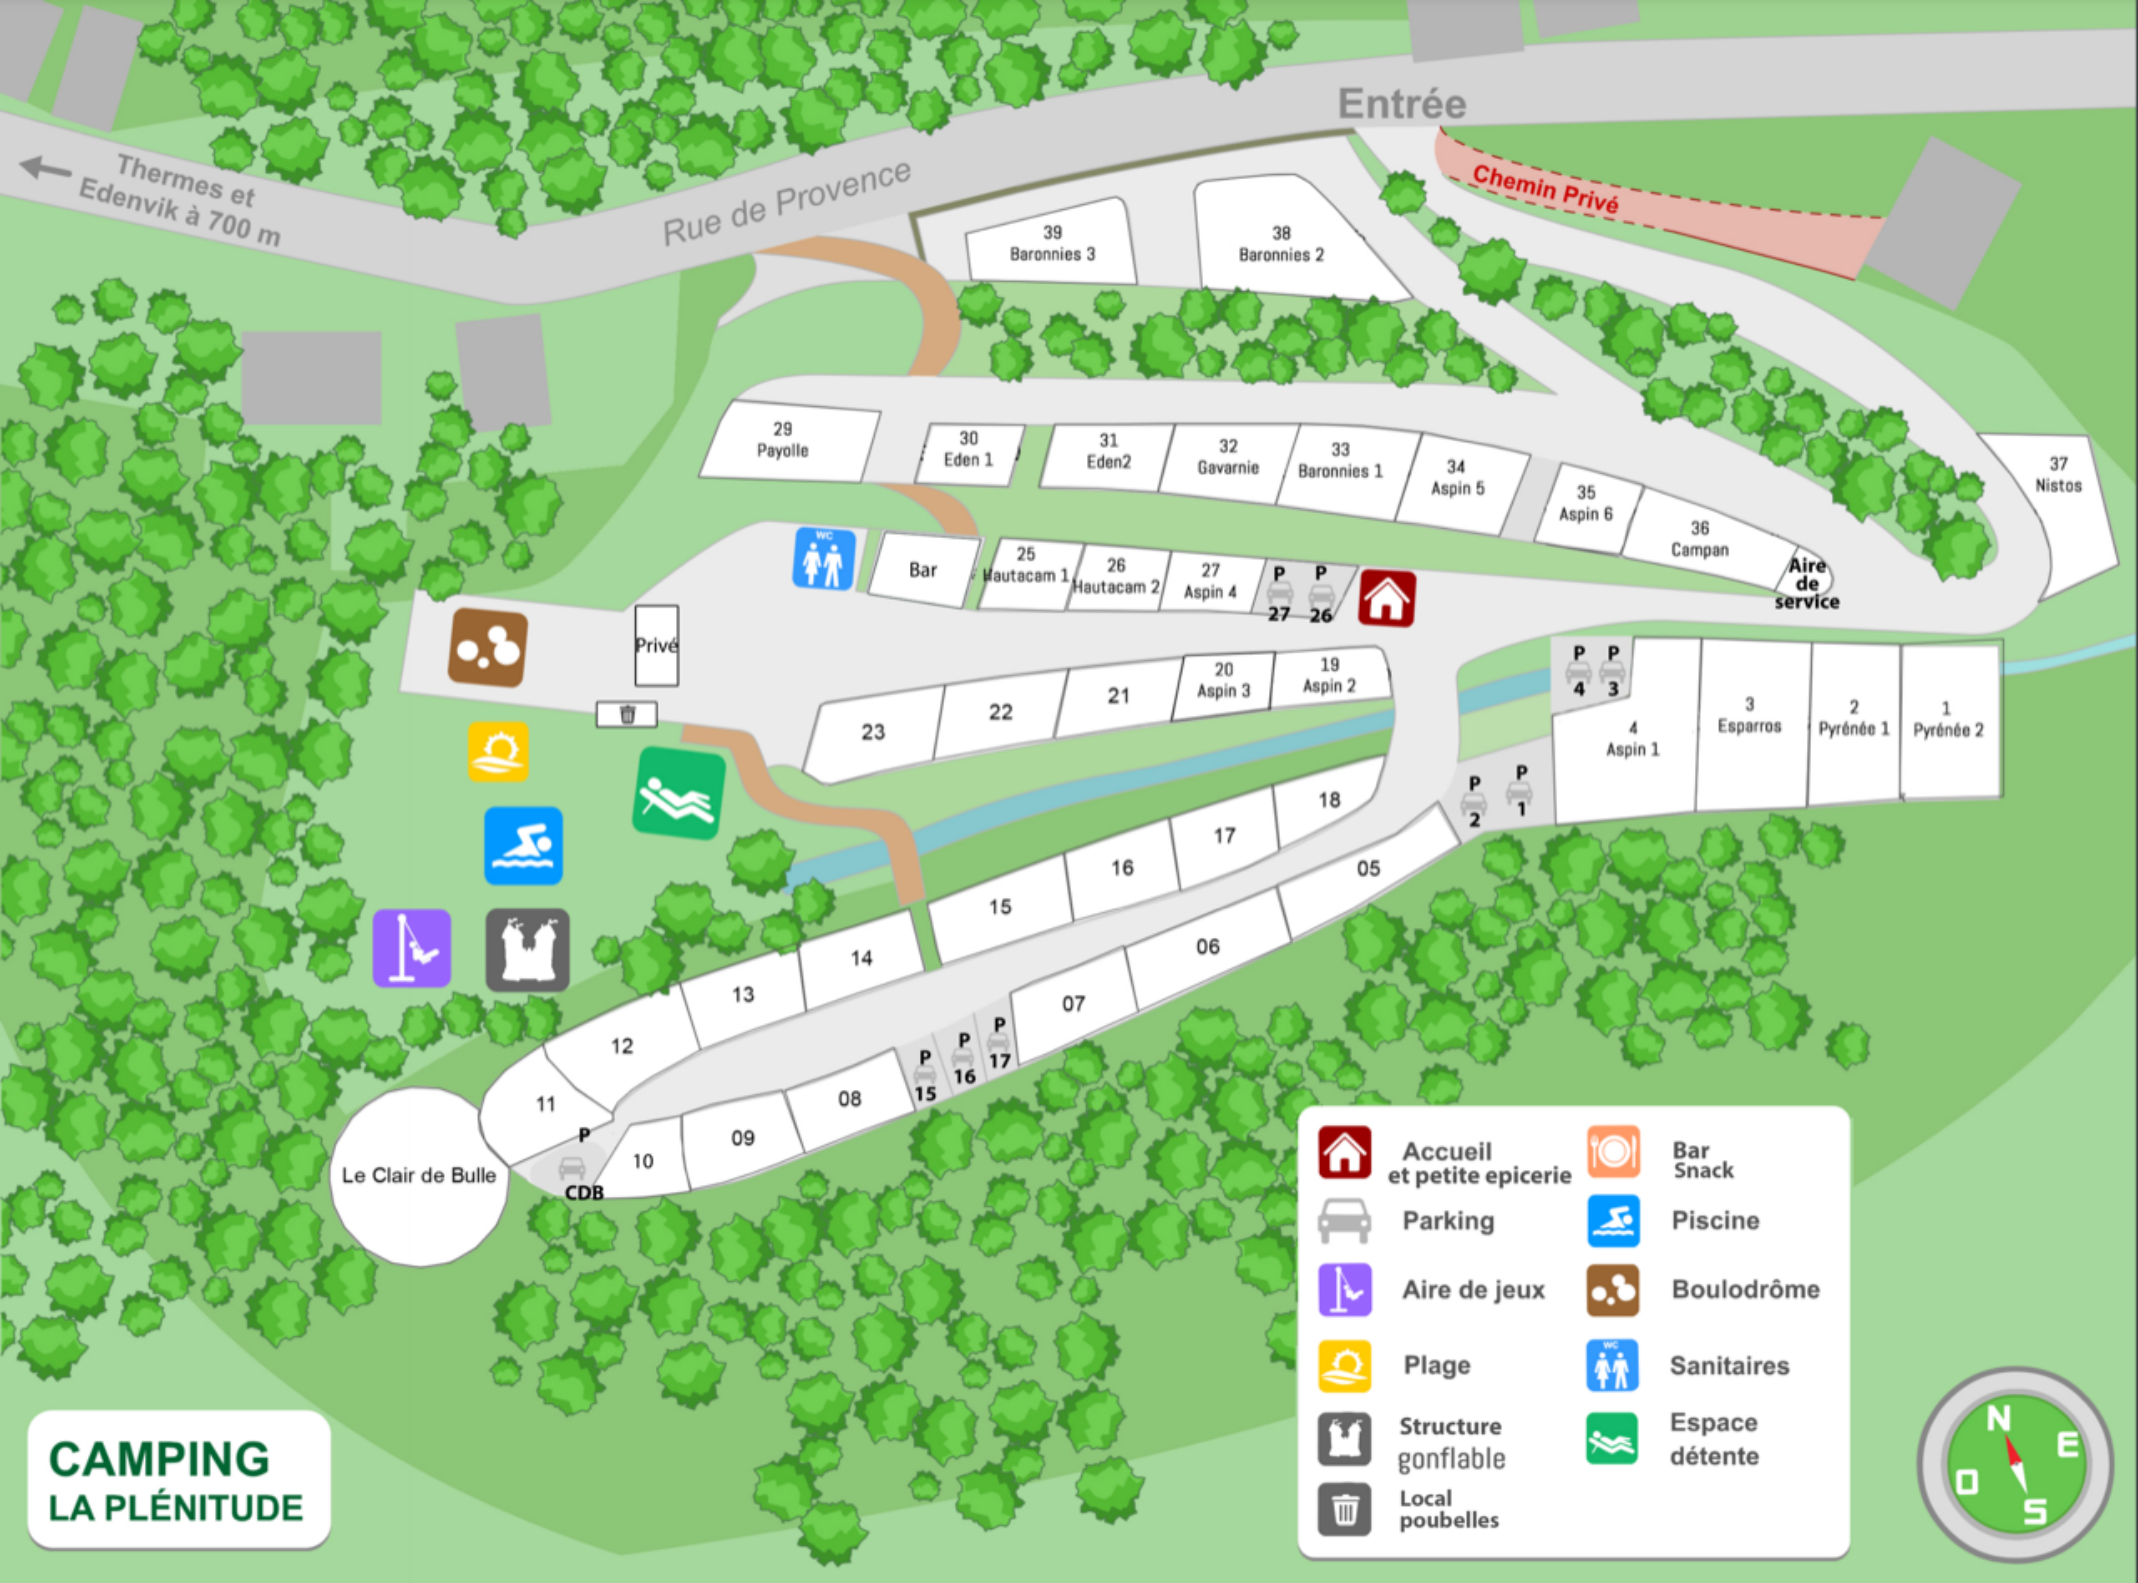 Entrée
Thermes et
Edenvik à 700 m
Rue de Provence
Chemin Privé
39
Baronnies 3
38
Baronnies 2
29
Payolle
30
Eden 1
31
Eden2
32
Gavarnie
33
Baronnies 1
34
Aspin 5
35
Aspin 6
36
Campan
37
Nistos
Aire
de
service
WC
Bar
25
Hautacam 1
26
Hautacam 2
27
Aspin 4
P
27
P
26
Privé
23
22
21
20
Aspin 3
19
Aspin 2
P
4
P
3
4
Aspin 1
3
Esparros
2
Pyrénée 1
1
Pyrénée 2
P
2
P
1
18
17
16
15
14
13
12
11
05
06
07
P
17
P
16
P
15
08
09
10
P
CDB
Le Clair de Bulle
Accueil
et petite epicerie
Bar
Snack
Parking
Piscine
Aire de jeux
Boulodrôme
Plage
WC
Sanitaires
Structure
gonflable
Espace
détente
Local
poubelles
CAMPING
LA PLÉNITUDE
N
E
O
S